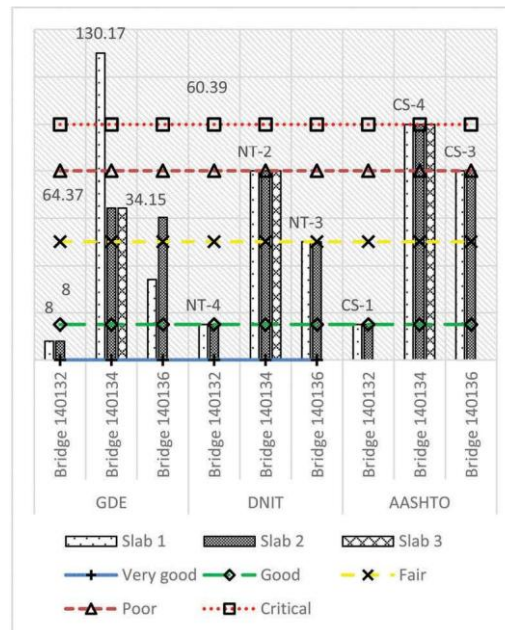 130.17
60.39
CS-4
NT-2
CS-3
64.37
34.15
NT-3
8
8
NT-4
CS-1
Bridge 140132
Bridge 140134
Bridge 140136
Bridge 140132
Bridge 140134
Bridge 140136
Bridge 140132
Bridge 140134
Bridge 140136
GDE DNIT AASHTO
Slab 1 Slab 2 Slab 3
Very good Good Fair
Poor Critical